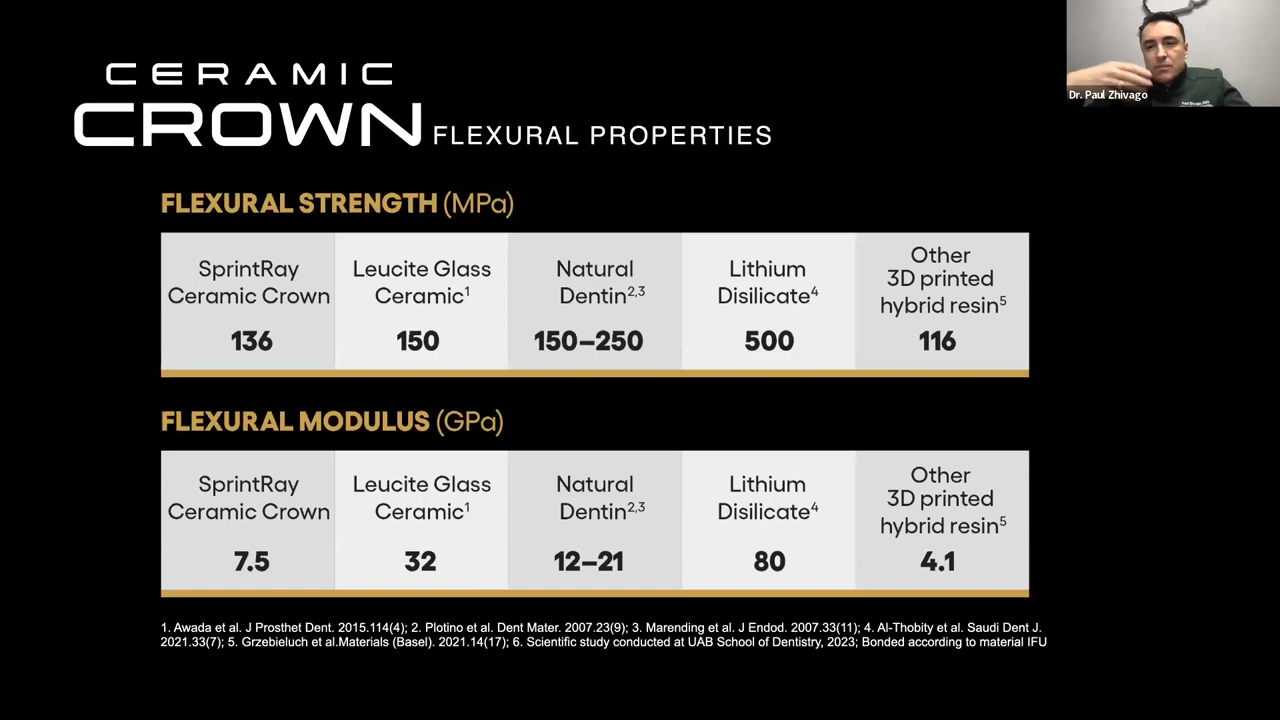 CERAMIC
CROWN FLEXURAL PROPERTIES
Dr. Paul Zhivago
FLEXURAL STRENGTH (MPa)
SprintRay
Ceramic Crown
136
Leucite Glass
Ceramic1
150
Natural
Dentin2,3
150–250
Lithium
Disilicate4
500
Other
3D printed
hybrid resin5
116
FLEXURAL MODULUS (GPa)
SprintRay
Ceramic Crown
7.5
Leucite Glass
Ceramic1
32
Natural
Dentin2,3
12–21
Lithium
Disilicate4
80
Other
3D printed
hybrid resin5
4.1
1. Awada et al. J Prosthet Dent. 2015.114(4); 2. Plotino et al. Dent Mater. 2007.23(9); 3. Marending et al. J Endod. 2007.33(11); 4. Al-Thobity et al. Saudi Dent J.
2021.33(7); 5. Grzebieluch et al.Materials (Basel). 2021.14(17); 6. Scientific study conducted at UAB School of Dentistry, 2023; Bonded according to material IFU